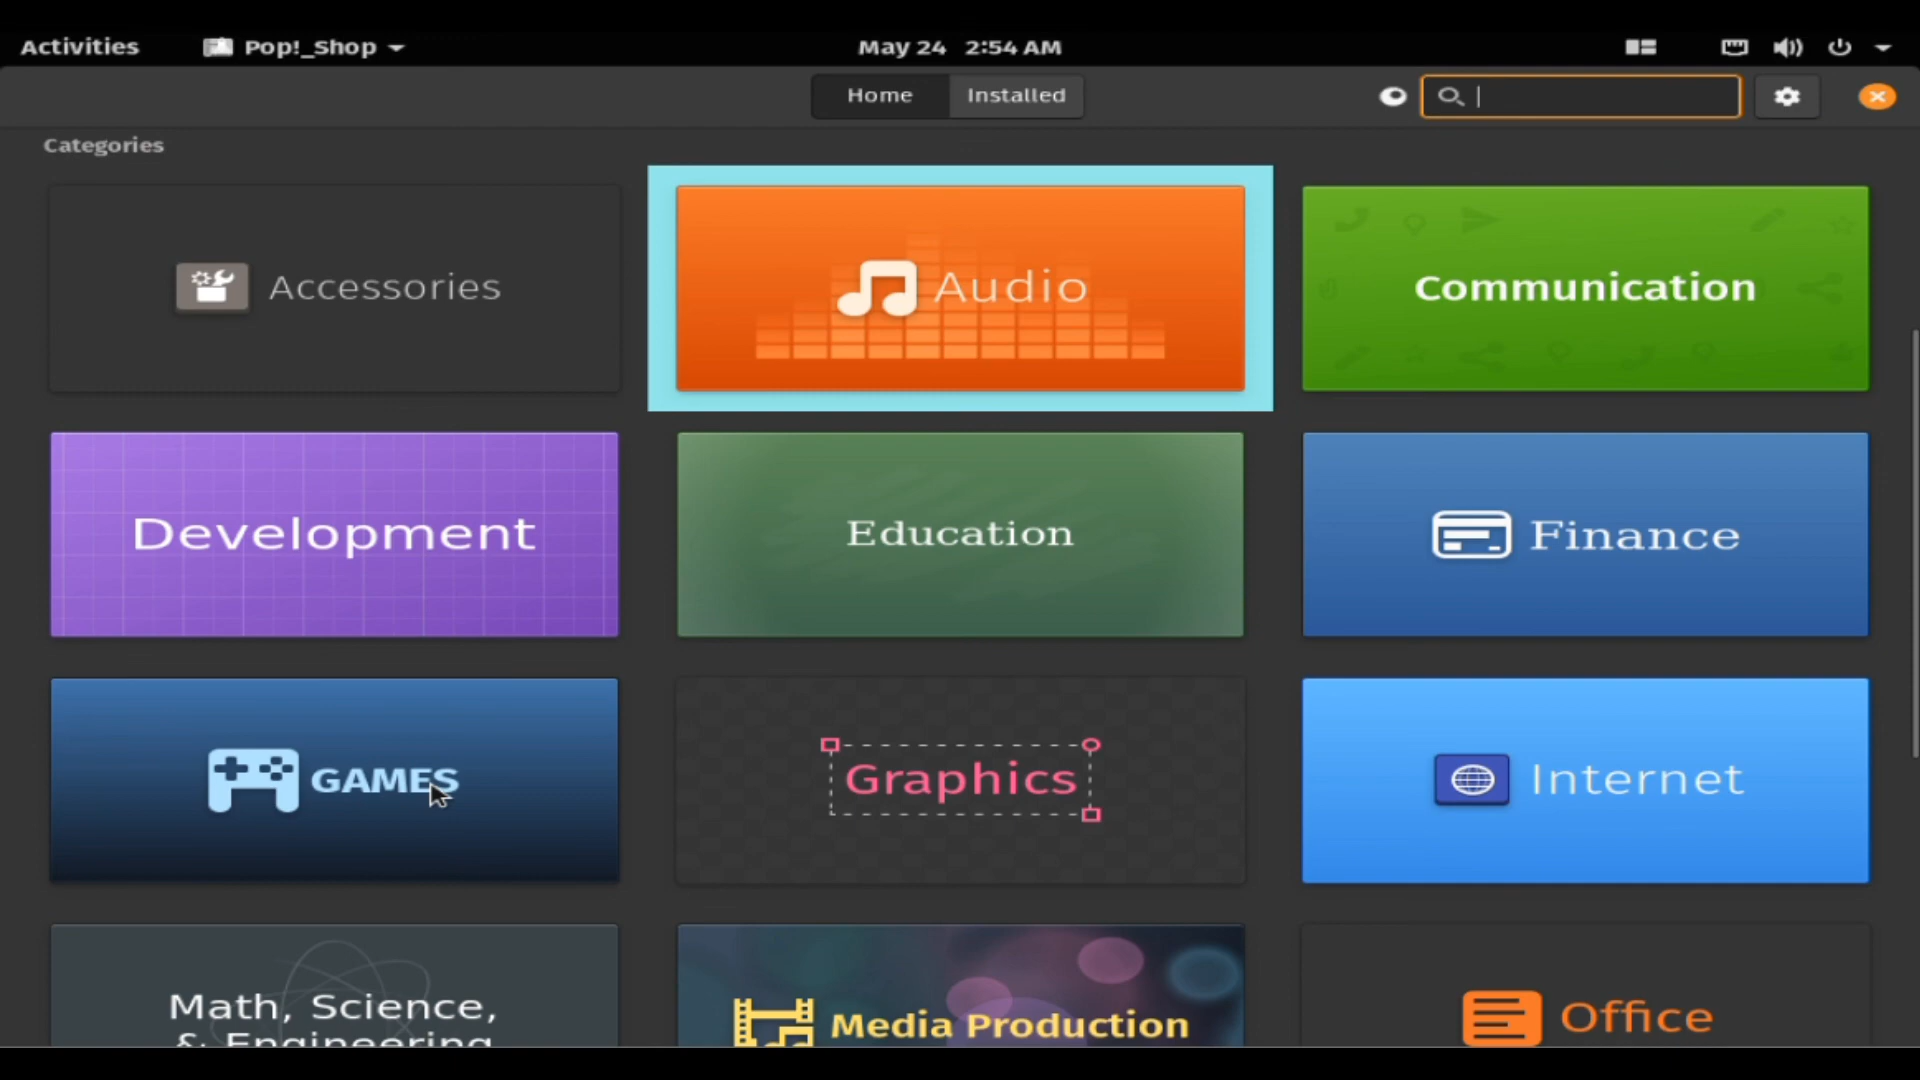 Activities Pop!_Shop May 24 2:54 AM
Home Installed
Categories
Accessories
Audio
Communication
Development
Education
Finance
GAMES
Graphics
Internet
Math, Science,
& Engineering
Media Production
Office